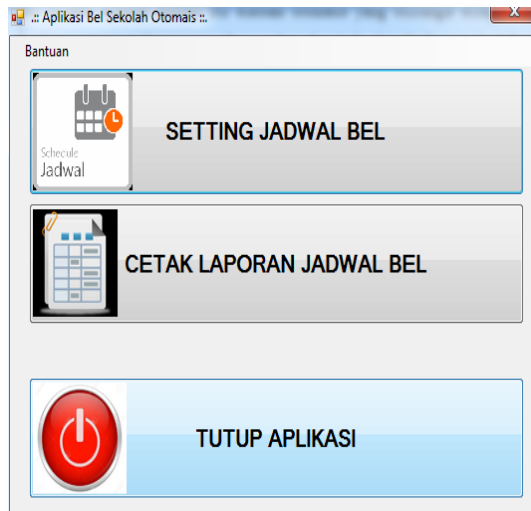 .:: Aplikasi Bel Sekolah Otomais ::.
Bantuan
Schecule
Jadwal
SETTING JADWAL BEL
CETAK LAPORAN JADWAL BEL
TUTUP APLIKASI